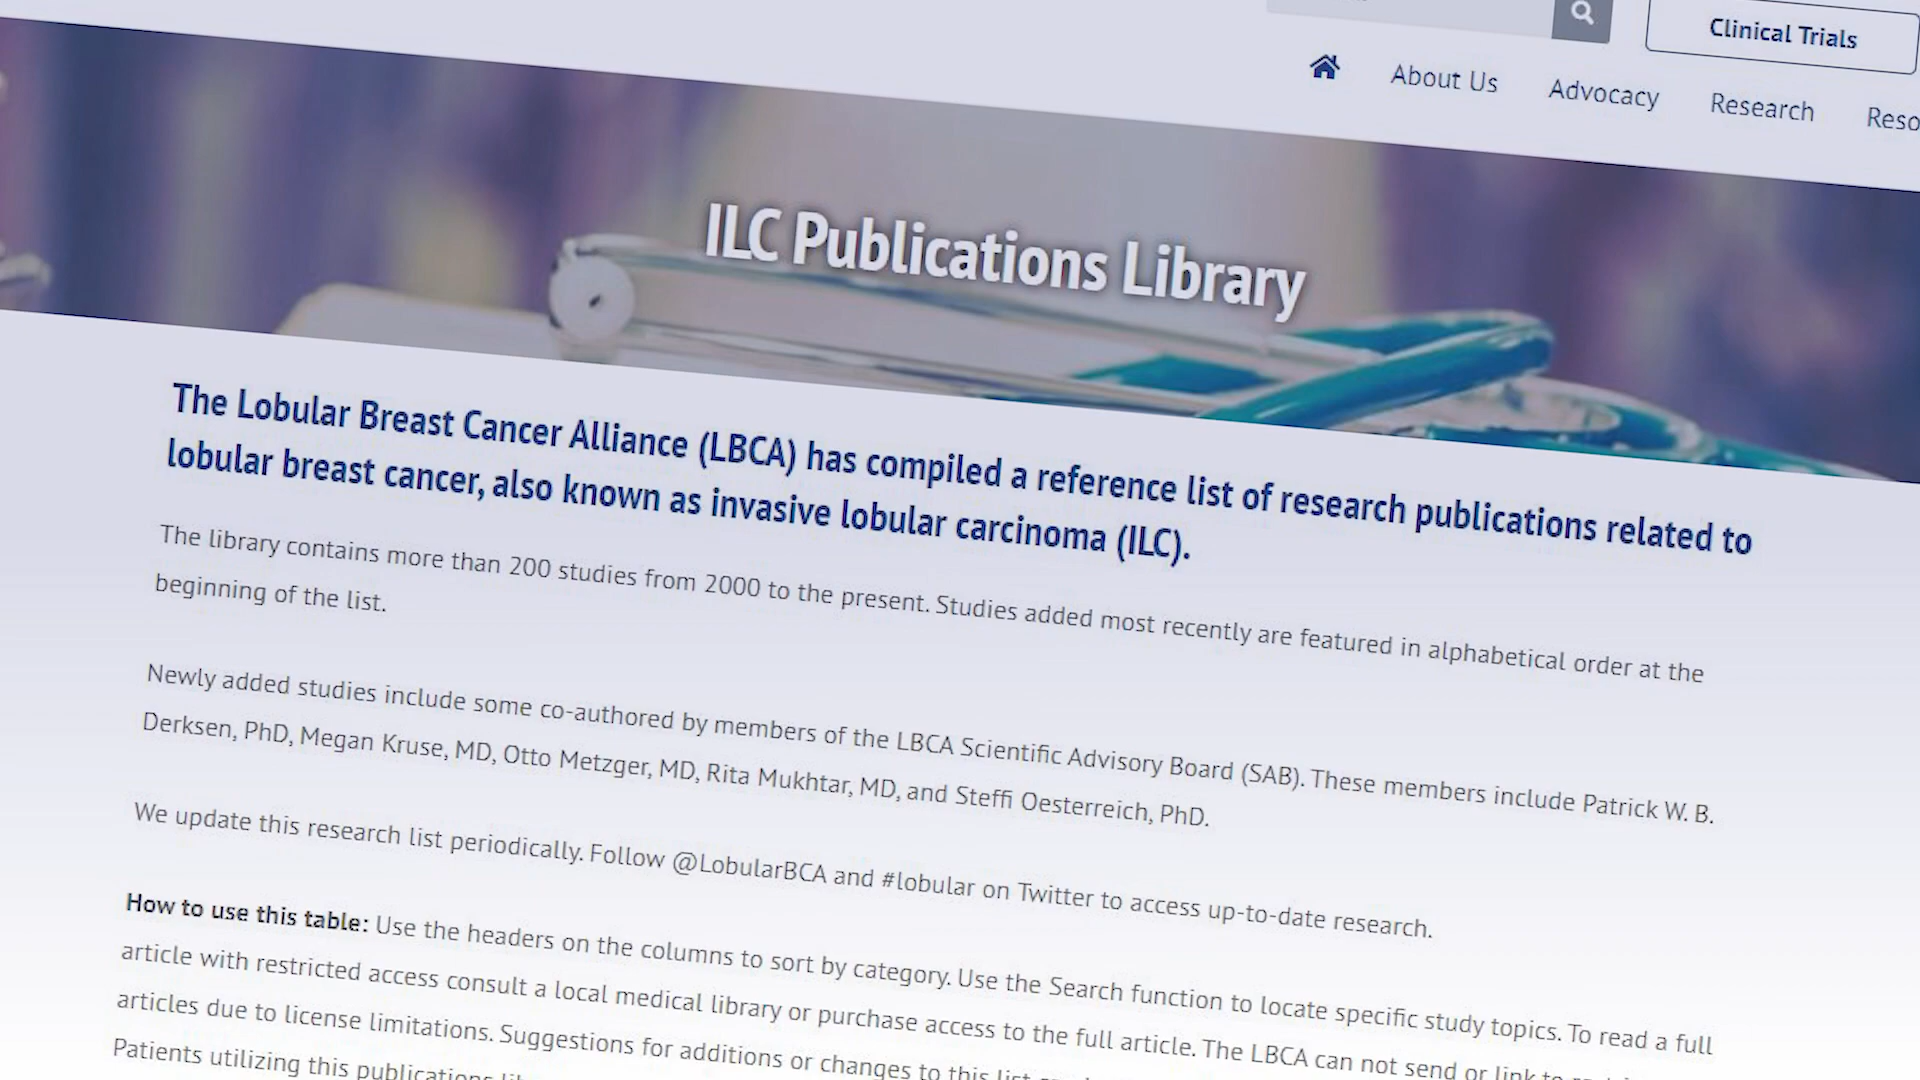 Clinical Trials
About Us Advocacy Research Reso
ILC Publications Library
The Lobular Breast Cancer Alliance (LBCA) has compiled a reference list of research publications related to
lobular breast cancer, also known as invasive lobular carcinoma (ILC).
The library contains more than 200 studies from 2000 to the present. Studies added most recently are featured in alphabetical order at the
beginning of the list.
Newly added studies include some co-authored by members of the LBCA Scientific Advisory Board (SAB). These members include Patrick W. B.
Derksen, PhD, Megan Kruse, MD, Otto Metzger, MD, Rita Mukhtar, MD, and Steffi Oesterreich, PhD.
We update this research list periodically. Follow @LobularBCA and #lobular on Twitter to access up-to-date research.
How to use this table: Use the headers on the columns to sort by category. Use the Search function to locate specific study topics. To read a full
article with restricted access consult a local medical library or purchase access to the full article. The LBCA can not send or link to
articles due to license limitations. Suggestions for additions or changes to this list
Patients utilizing this publications